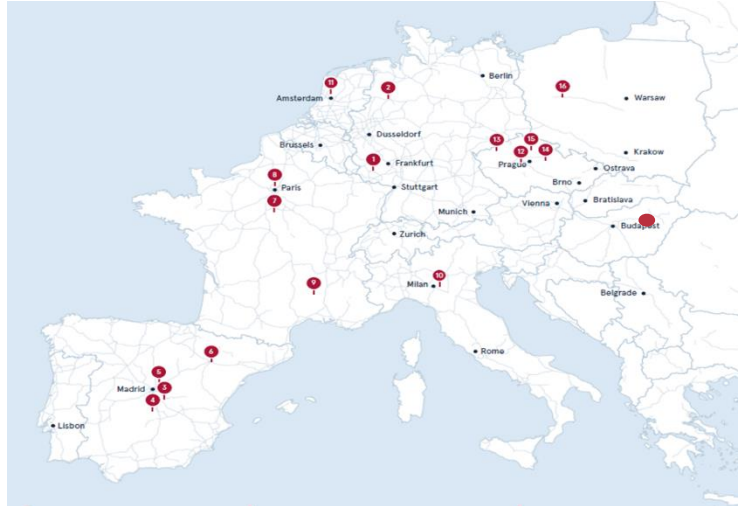 Berlin
11
2
16
Amsterdam
Warsaw
Dusseldorf
13
15
Brussels
12
14
Krakow
1
Frankfurt
Prague
Ostrava
8
Brno
Paris
Stuttgart
7
Vienna
Bratislava
Munich
Budapest
Zurich
10
9
Milan
Belgrade
6
Rome
5
Madrid
3
4
Lisbon